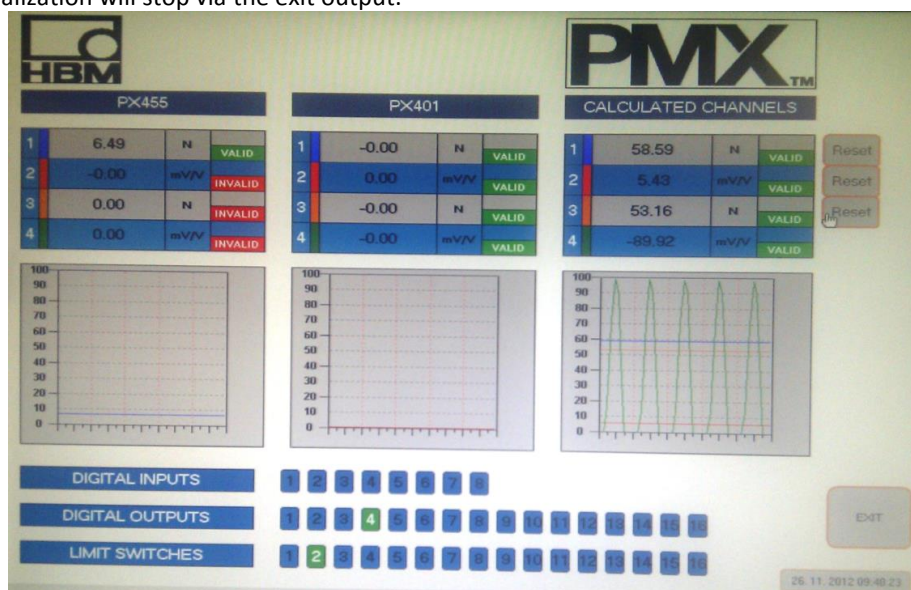 alization will stop via the exit output.
HBM
PMX TM
PX455
PX401
CALCULATED CHANNELS
1 6.49 N VALID
2 -0.00 mV/V INVALID
3 0.00 N INVALID
4 0.00 mV/V INVALID
1 -0.00 N VALID
2 0.00 mV/V VALID
3 -0.00 N VALID
4 -0.00 mV/V VALID
1 58.59 N VALID Reset
2 5.43 mV/V VALID Reset
3 53.16 N VALID Reset
4 -89.92 mV/V VALID
100
90
80
70
60
50
40
30
20
10
0
100
90
80
70
60
50
40
30
20
10
0
100
90
80
70
60
50
40
30
20
10
0
DIGITAL INPUTS 1 2 3 4 5 6 7 8
DIGITAL OUTPUTS 1 2 3 4 5 6 7 8 9 10 11 12 13 14 15 16
LIMIT SWITCHES 1 2 3 4 5 6 7 8 9 10 11 12 13 14 15 16
EXIT
26. 11. 2012 09:40:23